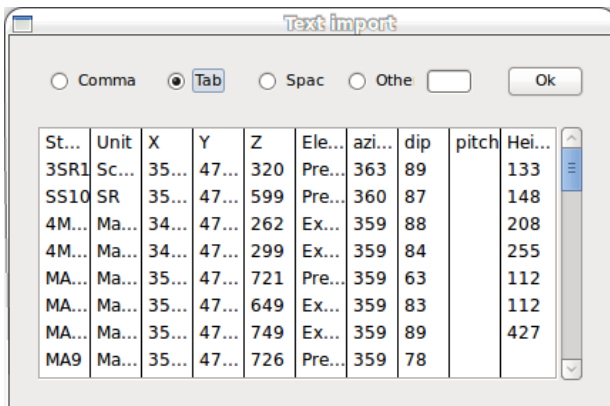 Text import
Comma Tab Spac Othe Ok
St... Unit X Y Z Ele... azi... dip pitch Hei...
3SR1 Sc... 35... 47... 320 Pre... 363 89 133
SS10 SR 35... 47... 599 Pre... 360 87 148
4M... Ma... 34... 47... 262 Ex... 359 88 208
4M... Ma... 34... 47... 299 Ex... 359 84 255
MA... Ma... 35... 47... 721 Pre... 359 63 112
MA... Ma... 35... 47... 649 Ex... 359 83 112
MA... Ma... 35... 47... 749 Ex... 359 89 427
MA9 Ma... 35... 47... 726 Pre... 359 78